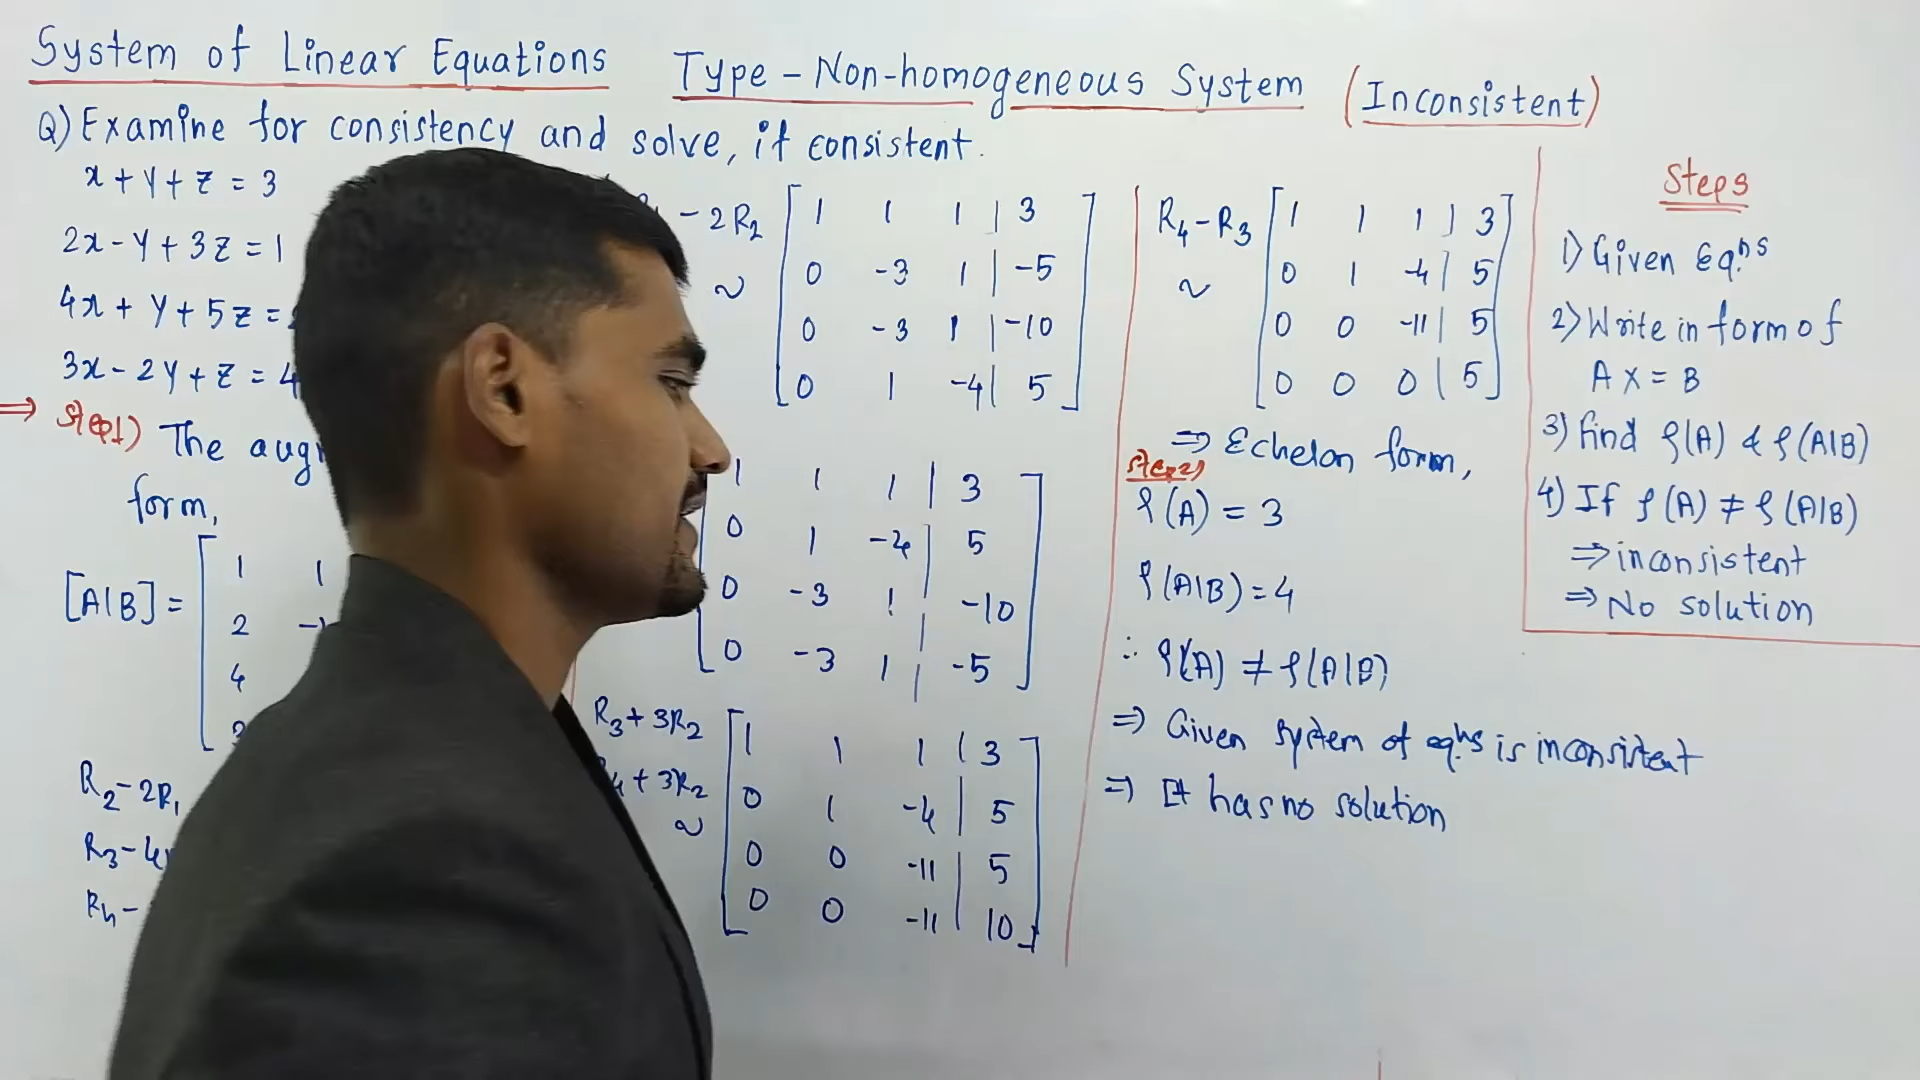 System of Linear Equations
Type - Non-homogeneous System (Inconsistent)
Q) Examine for consistency and solve, if consistent.
x + y + z = 3
2x - y + 3z = 1
4x + y + 5z =
3x - 2y + z = 4
⇒ Step 1) The
form,
[A|B] =
1 1
2 -1
4
R2 - 2R1
R3 - 4
R4 -
- 2R2
~
1 1 1 | 3
0 -3 1 | -5
0 -3 1 | -10
0 1 -4 | 5
1 1 1 | 3
0 1 -4 | 5
0 -3 1 | -10
0 -3 1 | -5
R3 + 3R2
R4 + 3R2
~
1 1 1 | 3
0 1 -4 | 5
0 0 -11 | 5
0 0 -11 | 10
R4 - R3
~
1 1 1 | 3
0 1 -4 | 5
0 0 -11 | 5
0 0 0 | 5
⇒ Echelon form,
Step 2)
ρ(A) = 3
ρ(A|B) = 4
∴ ρ(A) ≠ ρ(A|B)
⇒ Given system of eqns is inconsistent
⇒ It has no solution
Steps
1) Given Eq.ns
2) Write in form of
AX = B
3) find ρ(A) & ρ(A|B)
4) If ρ(A) ≠ ρ(A|B)
⇒ inconsistent
⇒ No solution